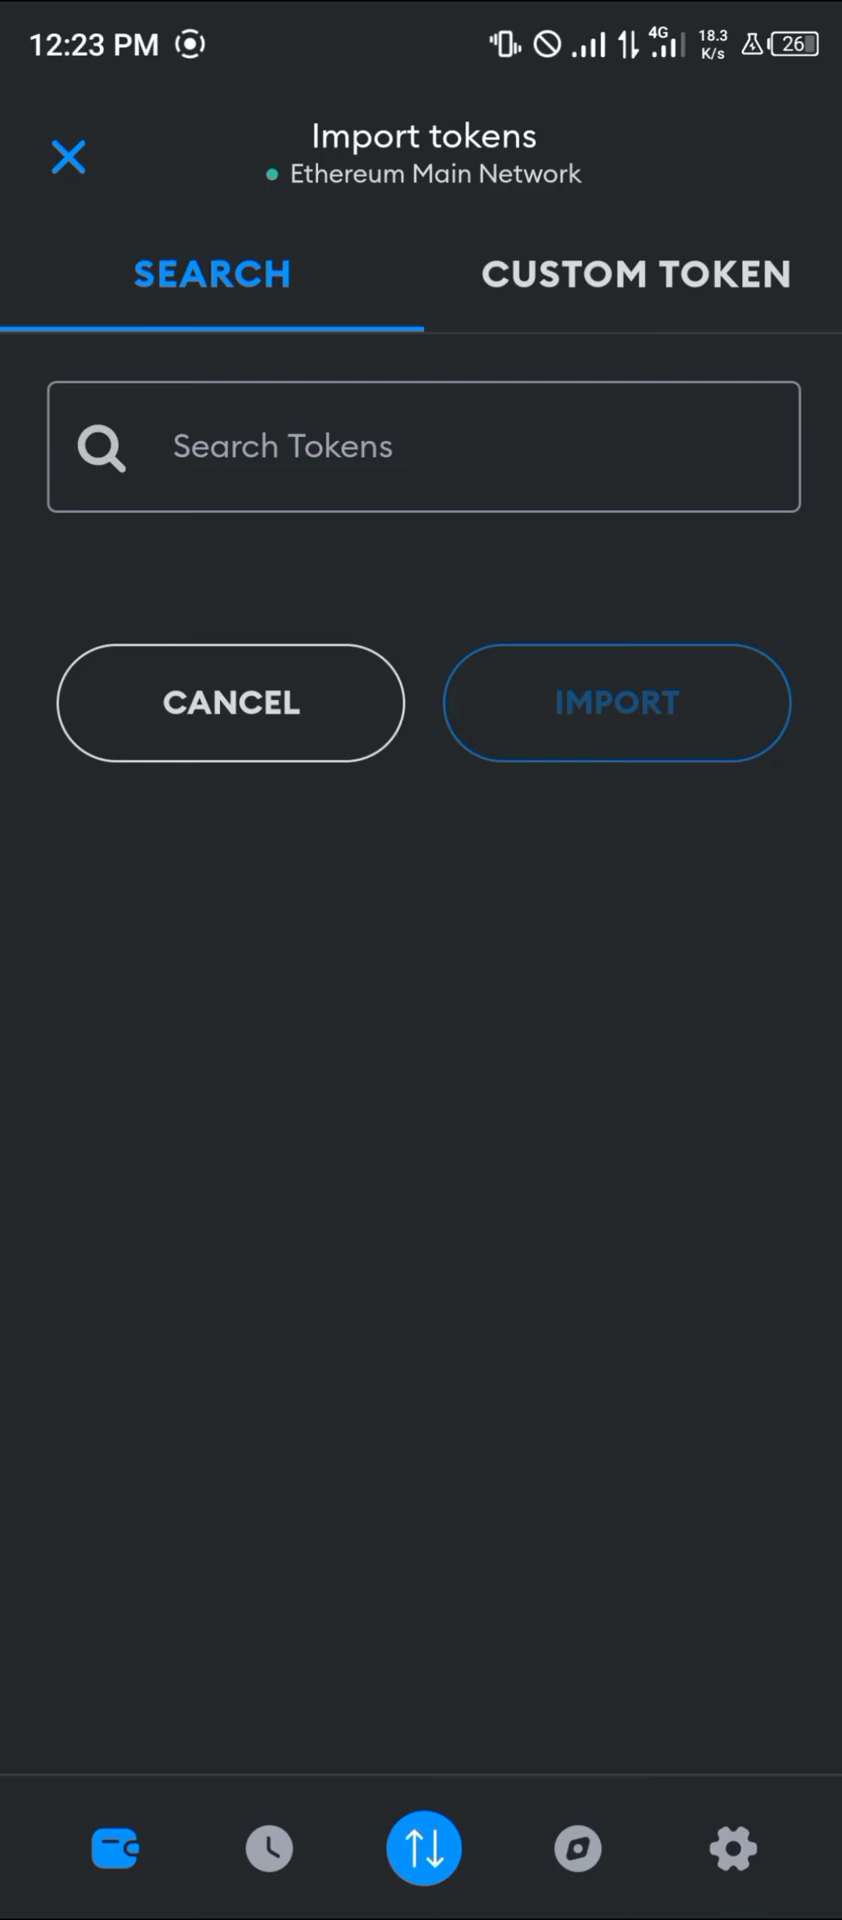 12:23 PM
4G
18.3
K/s
26
Import tokens
Ethereum Main Network
SEARCH
CUSTOM TOKEN
Search Tokens
CANCEL
IMPORT